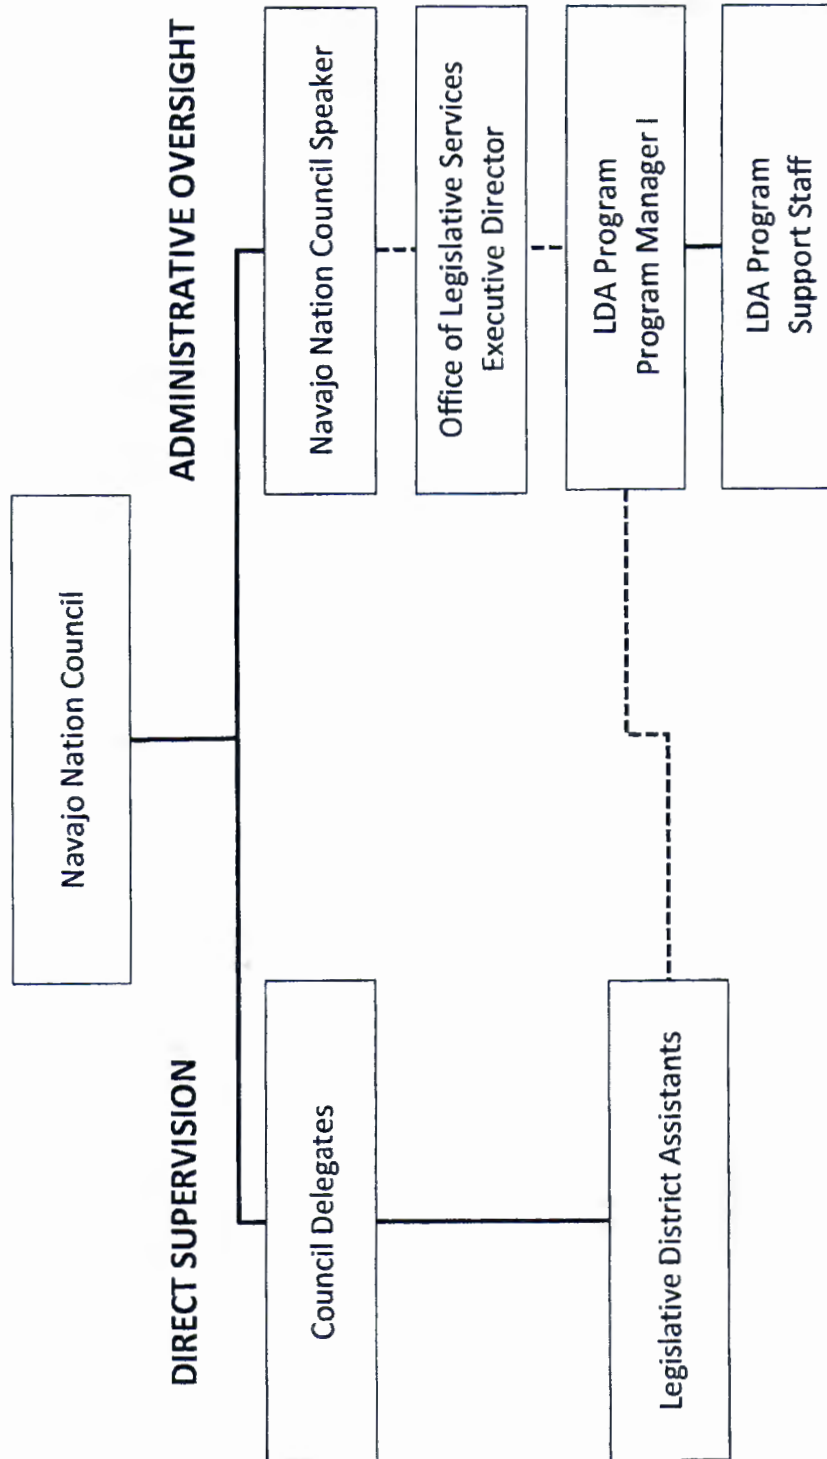 Navajo Nation Council
DIRECT SUPERVISION
ADMINISTRATIVE OVERSIGHT
Council Delegates
Navajo Nation Council Speaker
Office of Legislative Services
Executive Director
LDA Program
Program Manager I
Legislative District Assistants
LDA Program
Support Staff